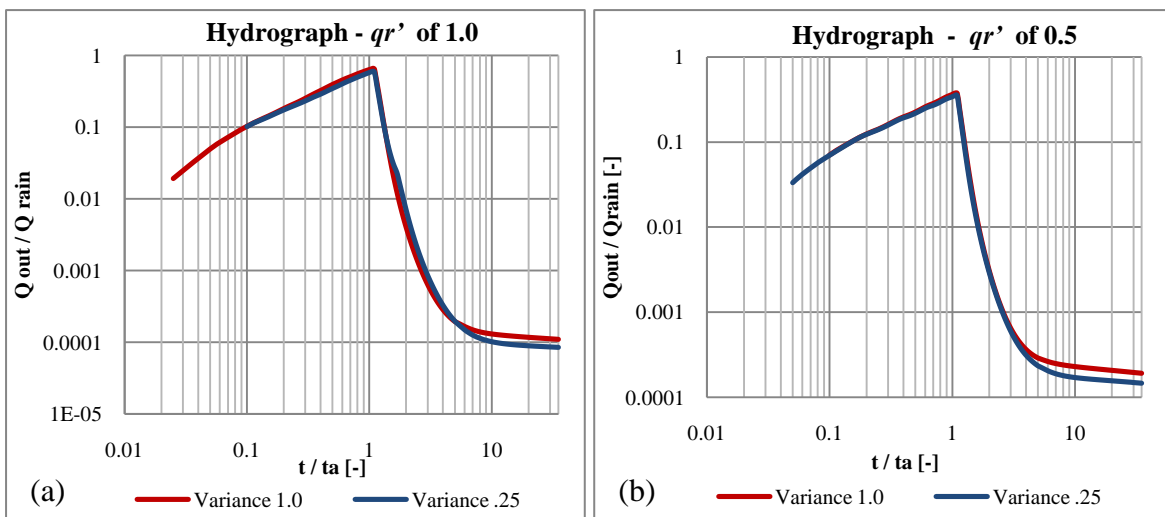 Hydrograph - qr’ of 1.0
Q out / Q rain
1
0.1
0.01
0.001
0.0001
1E-05
0.01
0.1
1
10
t / ta [-]
(a)
Variance 1.0
Variance .25
Hydrograph - qr’ of 0.5
Qout / Qrain [-]
1
0.1
0.01
0.001
0.0001
0.01
0.1
1
10
t / ta [-]
(b)
Variance 1.0
Variance .25